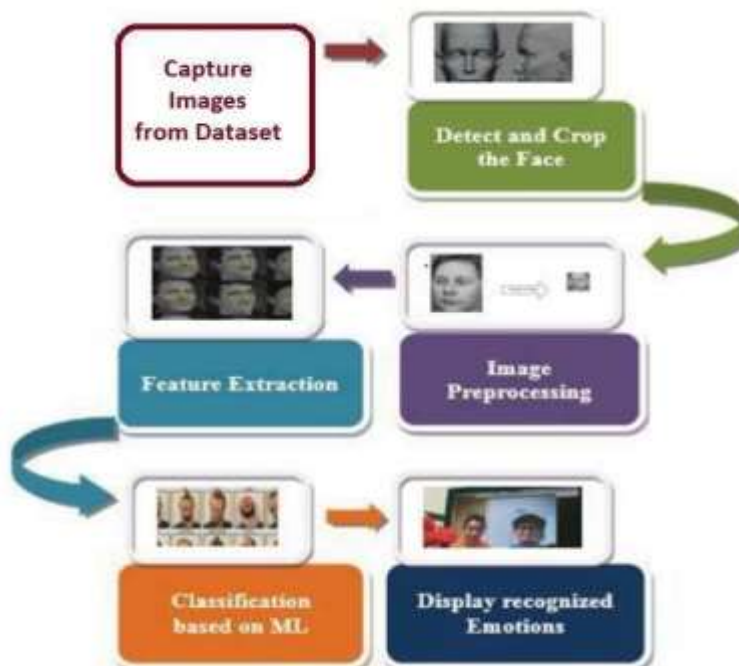 Capture
Images
from Dataset
Detect and Crop
the Face
Image
Preprocessing
Feature Extraction
Classification
based on ML
Display recognized
Emotions